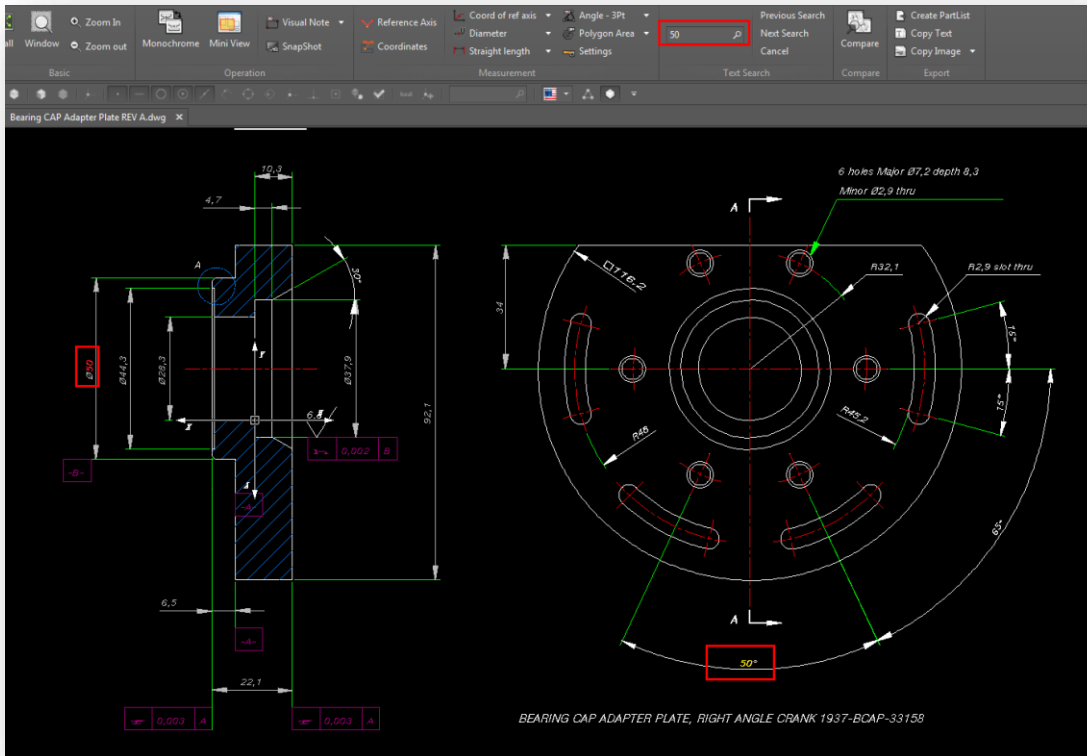 all
Window
Zoom In
Zoom out
Basic
Monochrome
Mini View
Visual Note
SnapShot
Operation
Reference Axis
Coordinates
Coord of ref axis
Diameter
Straight length
Angle - 3Pt
Polygon Area
Settings
Measurement
50
Previous Search
Next Search
Cancel
Text Search
Compare
Compare
Create PartList
Copy Text
Copy Image
Export
Bearing CAP Adapter Plate REV A.dwg
10,3
4,7
A
30°
Ø50
Ø44,3
Ø28,3
Ø37,9
92,1
Y
X
0,002 B
-B-
-A-
6,5
-A-
22,1
0,003 A
0,003 A
6 holes Major Ø7,2 depth 8,3
Minor Ø2,9 thru
A
□116,2
R32,1
R2,9 slot thru
34
15°
15°
R48
R45,2
65°
A
50°
BEARING CAP ADAPTER PLATE, RIGHT ANGLE CRANK 1937-BCAP-33158